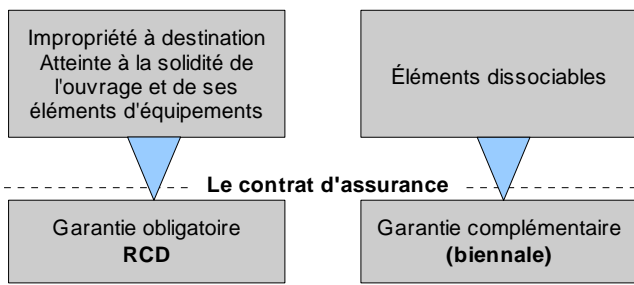 Impropriété à destination
Atteinte à la solidité de
l'ouvrage et de ses
éléments d'équipements
Éléments dissociables
Le contrat d'assurance
Garantie obligatoire
RCD
Garantie complémentaire
(biennale)